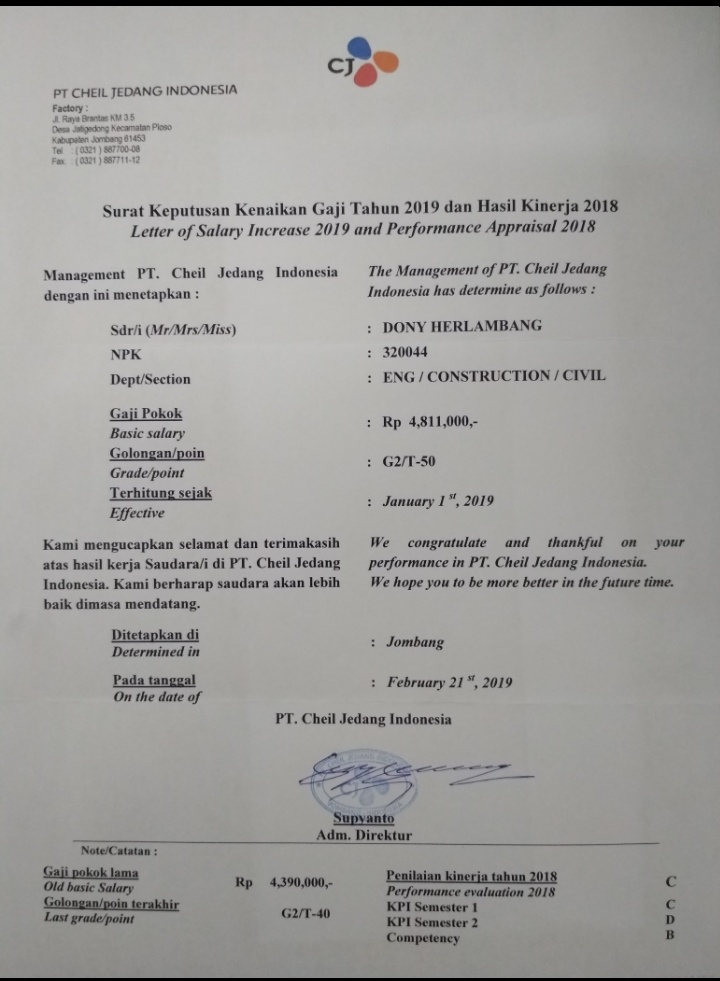 CJ
PT CHEIL JEDANG INDONESIA
Factory :
Jl. Raya Brantas KM 3.5
Desa Jatigedong Kecamatan Ploso
Kabupaten Jombang 61453
Tel : ( 0321 ) 887700-08
Fax. : ( 0321 ) 887711-12
Surat Keputusan Kenaikan Gaji Tahun 2019 dan Hasil Kinerja 2018
Letter of Salary Increase 2019 and Performance Appraisal 2018
Management PT. Cheil Jedang Indonesia
dengan ini menetapkan :
The Management of PT. Cheil Jedang
Indonesia has determine as follows :
Sdr/i (Mr/Mrs/Miss) : DONY HERLAMBANG
NPK : 320044
Dept/Section : ENG / CONSTRUCTION / CIVIL
Gaji Pokok
Basic salary : Rp 4,811,000,-
Golongan/poin
Grade/point : G2/T-50
Terhitung sejak
Effective : January 1 st, 2019
Kami mengucapkan selamat dan terimakasih
atas hasil kerja Saudara/i di PT. Cheil Jedang
Indonesia. Kami berharap saudara akan lebih
baik dimasa mendatang.
We congratulate and thankful on your
performance in PT. Cheil Jedang Indonesia.
We hope you to be more better in the future time.
Ditetapkan di
Determined in : Jombang
Pada tanggal
On the date of : February 21 st, 2019
PT. Cheil Jedang Indonesia
Supyanto
Adm. Direktur
Note/Catatan :
Gaji pokok lama
Old basic Salary Rp 4,390,000,-
Golongan/poin terakhir
Last grade/point G2/T-40
Penilaian kinerja tahun 2018 C
Performance evaluation 2018
KPI Semester 1 C
KPI Semester 2 D
Competency B